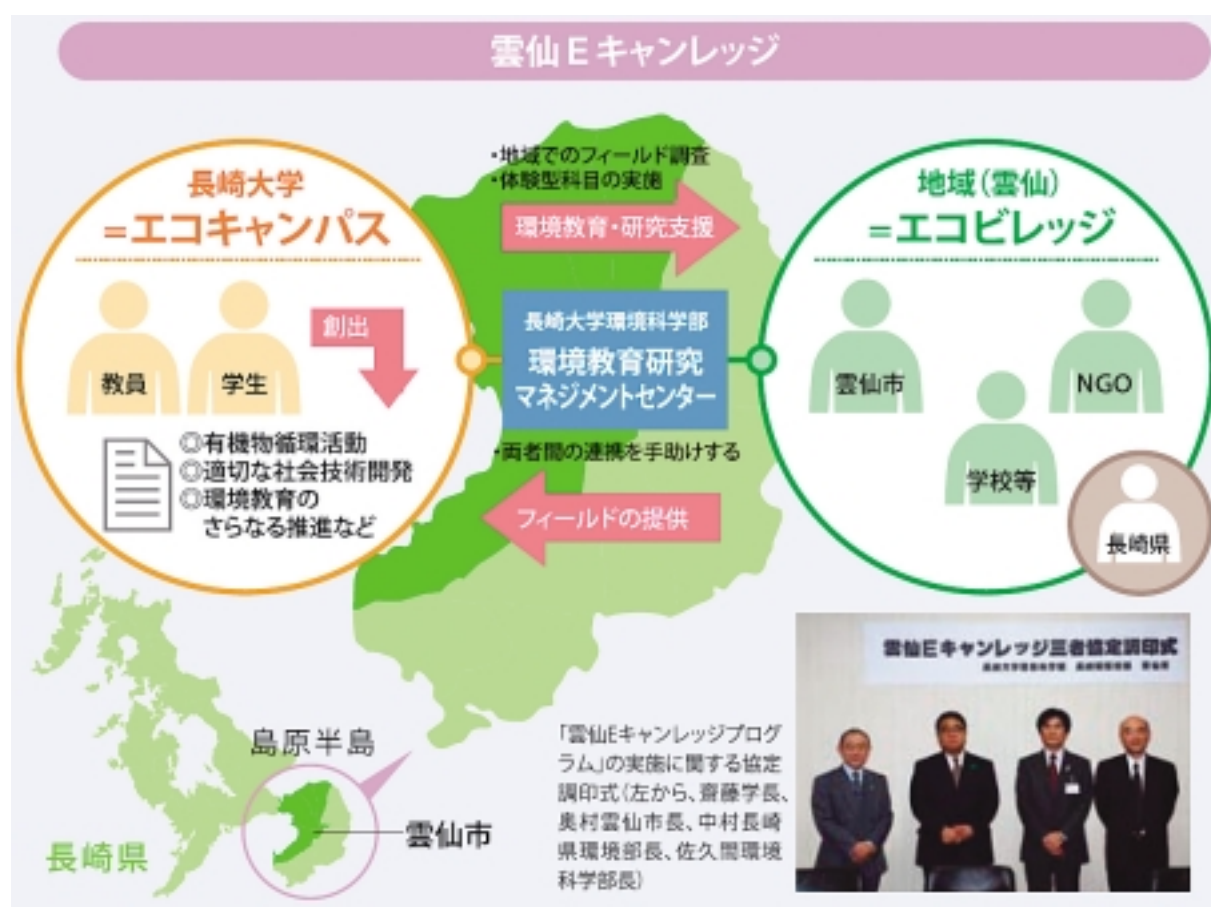 雲仙Eキャンレッジ
長崎大学
=エコキャンパス
教員
学生
創出
◎有機物循環活動
◎適切な社会技術開発
◎環境教育の
さらなる推進など
・地域でのフィールド調査
・体験型科目の実施
環境教育・研究支援
長崎大学環境科学部
環境教育研究
マネジメントセンター
・両者間の連携を手助けする
フィールドの提供
地域(雲仙)
=エコビレッジ
雲仙市
NGO
学校等
長崎県
島原半島
雲仙市
長崎県
「雲仙Eキャンレッジプログ
ラム」の実施に関する協定
調印式(左から、齋藤学長、
奥村雲仙市長、中村長崎
県環境部長、佐久間環境
科学部長)
雲仙Eキャンレッジ三者協定調印式